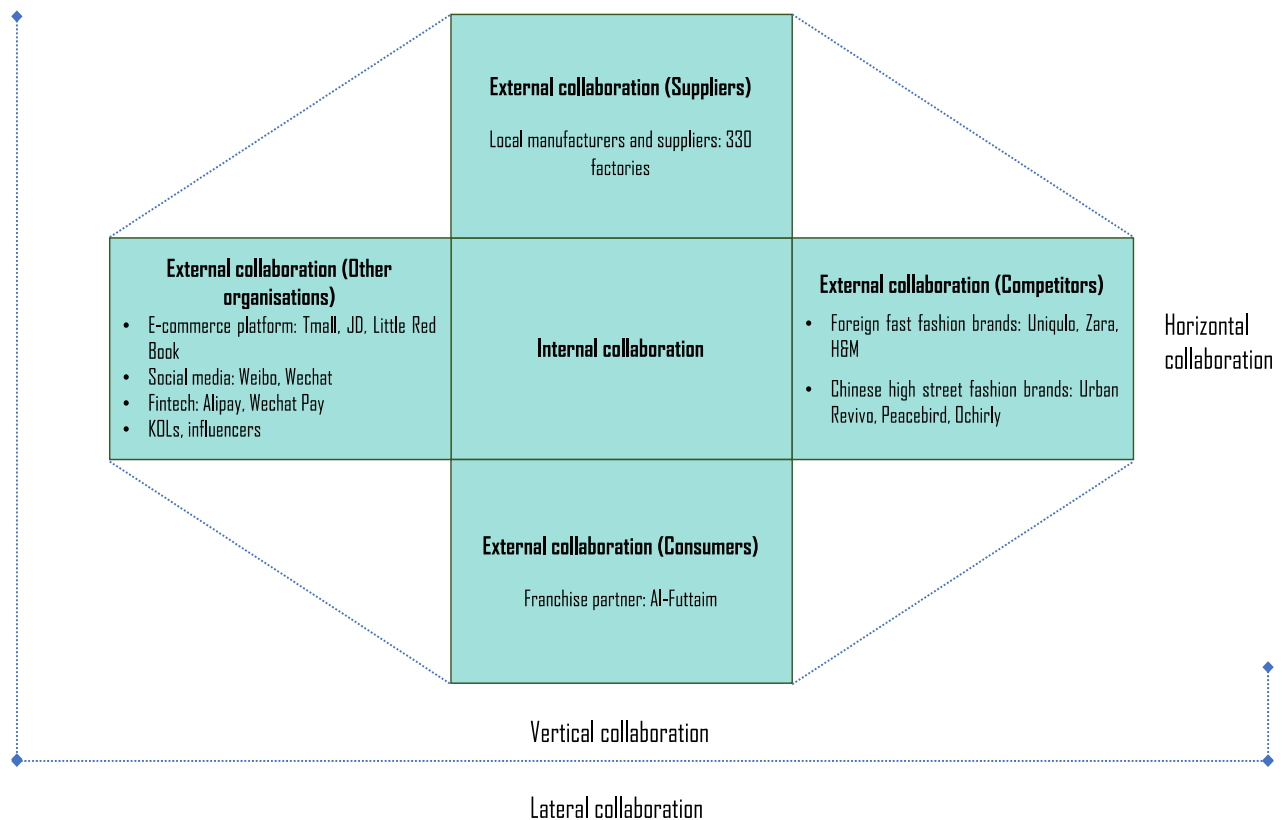 External collaboration (Suppliers)
Local manufacturers and suppliers: 330
factories
External collaboration (Other
organisations)
• E-commerce platform: Tmall, JD, Little Red
Book
• Social media: Weibo, Wechat
• Fintech: Alipay, Wechat Pay
• KOLs, influencers
Internal collaboration
External collaboration (Competitors)
• Foreign fast fashion brands: Uniqulo, Zara,
H&M
• Chinese high street fashion brands: Urban
Revivo, Peacebird, Ochirly
Horizontal
collaboration
External collaboration (Consumers)
Franchise partner: Al-Futtaim
Vertical collaboration
Lateral collaboration